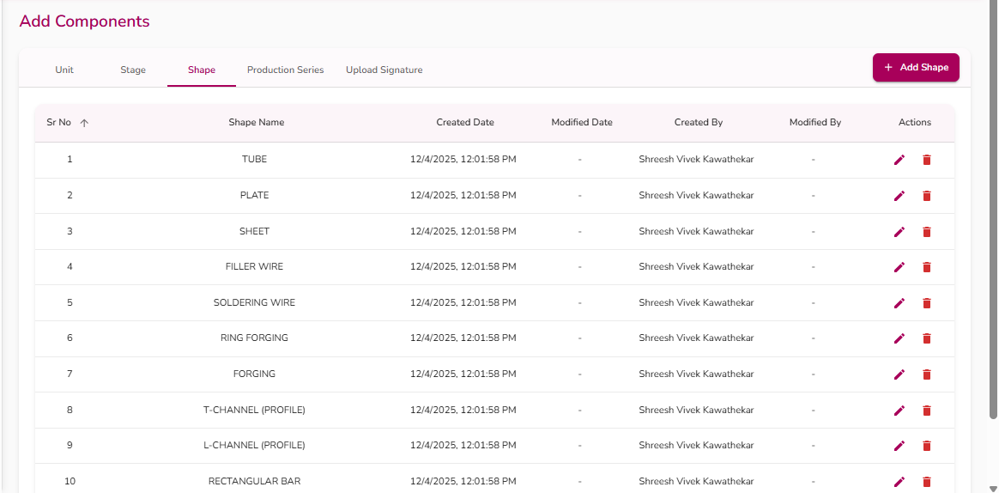 Add Components
Unit Stage Shape Production Series Upload Signature + Add Shape
Sr No ↑ Shape Name Created Date Modified Date Created By Modified By Actions
1 TUBE 12/4/2025, 12:01:58 PM - Shreesh Vivek Kawathekar -
2 PLATE 12/4/2025, 12:01:58 PM - Shreesh Vivek Kawathekar -
3 SHEET 12/4/2025, 12:01:58 PM - Shreesh Vivek Kawathekar -
4 FILLER WIRE 12/4/2025, 12:01:58 PM - Shreesh Vivek Kawathekar -
5 SOLDERING WIRE 12/4/2025, 12:01:58 PM - Shreesh Vivek Kawathekar -
6 RING FORGING 12/4/2025, 12:01:58 PM - Shreesh Vivek Kawathekar -
7 FORGING 12/4/2025, 12:01:58 PM - Shreesh Vivek Kawathekar -
8 T-CHANNEL (PROFILE) 12/4/2025, 12:01:58 PM - Shreesh Vivek Kawathekar -
9 L-CHANNEL (PROFILE) 12/4/2025, 12:01:58 PM - Shreesh Vivek Kawathekar -
10 RECTANGULAR BAR 12/4/2025, 12:01:58 PM - Shreesh Vivek Kawathekar -